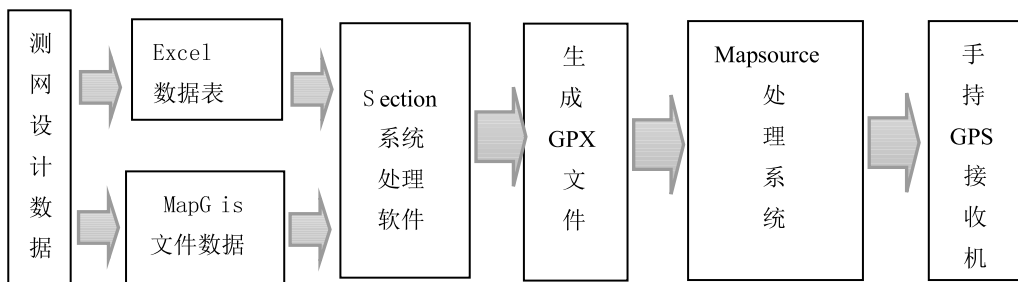 测
网
设
计
数
据
Excel
数据表
MapGis
文件数据
Section
系统
处理
软件
生
成
GPX
文
件
Mapsource
处
理
系
统
手
持
GPS
接
收
机